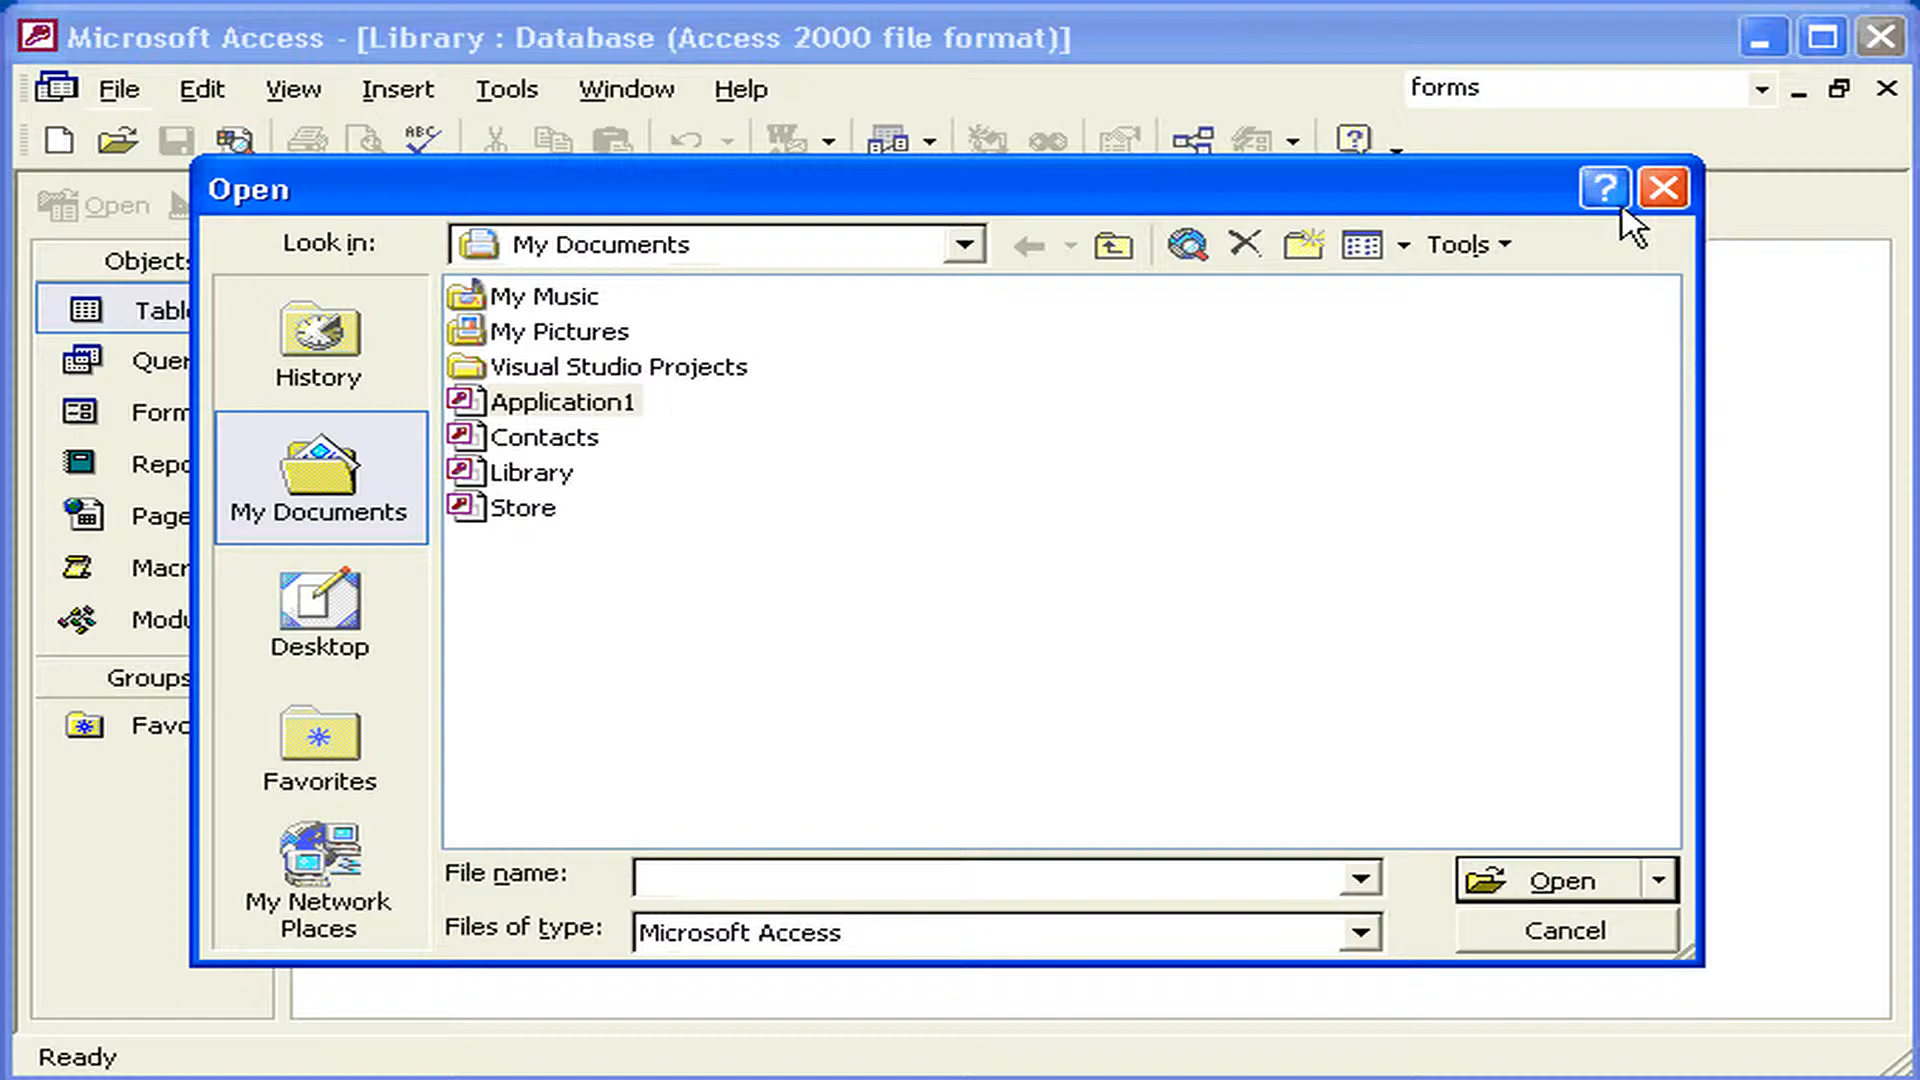 Microsoft Access - [Library : Database (Access 2000 file format)]
File Edit View Insert Tools Window Help forms
ABC
Open
Open
Look in: My Documents Tools
Objects
Table
History
My Documents
Desktop
Favorites
My Network
Places
My Music
My Pictures
Visual Studio Projects
Application1
Contacts
Library
Store
Quer
Form
Repo
Page
Macr
Modu
Groups
Favo
File name:
Files of type: Microsoft Access
Open
Cancel
Ready